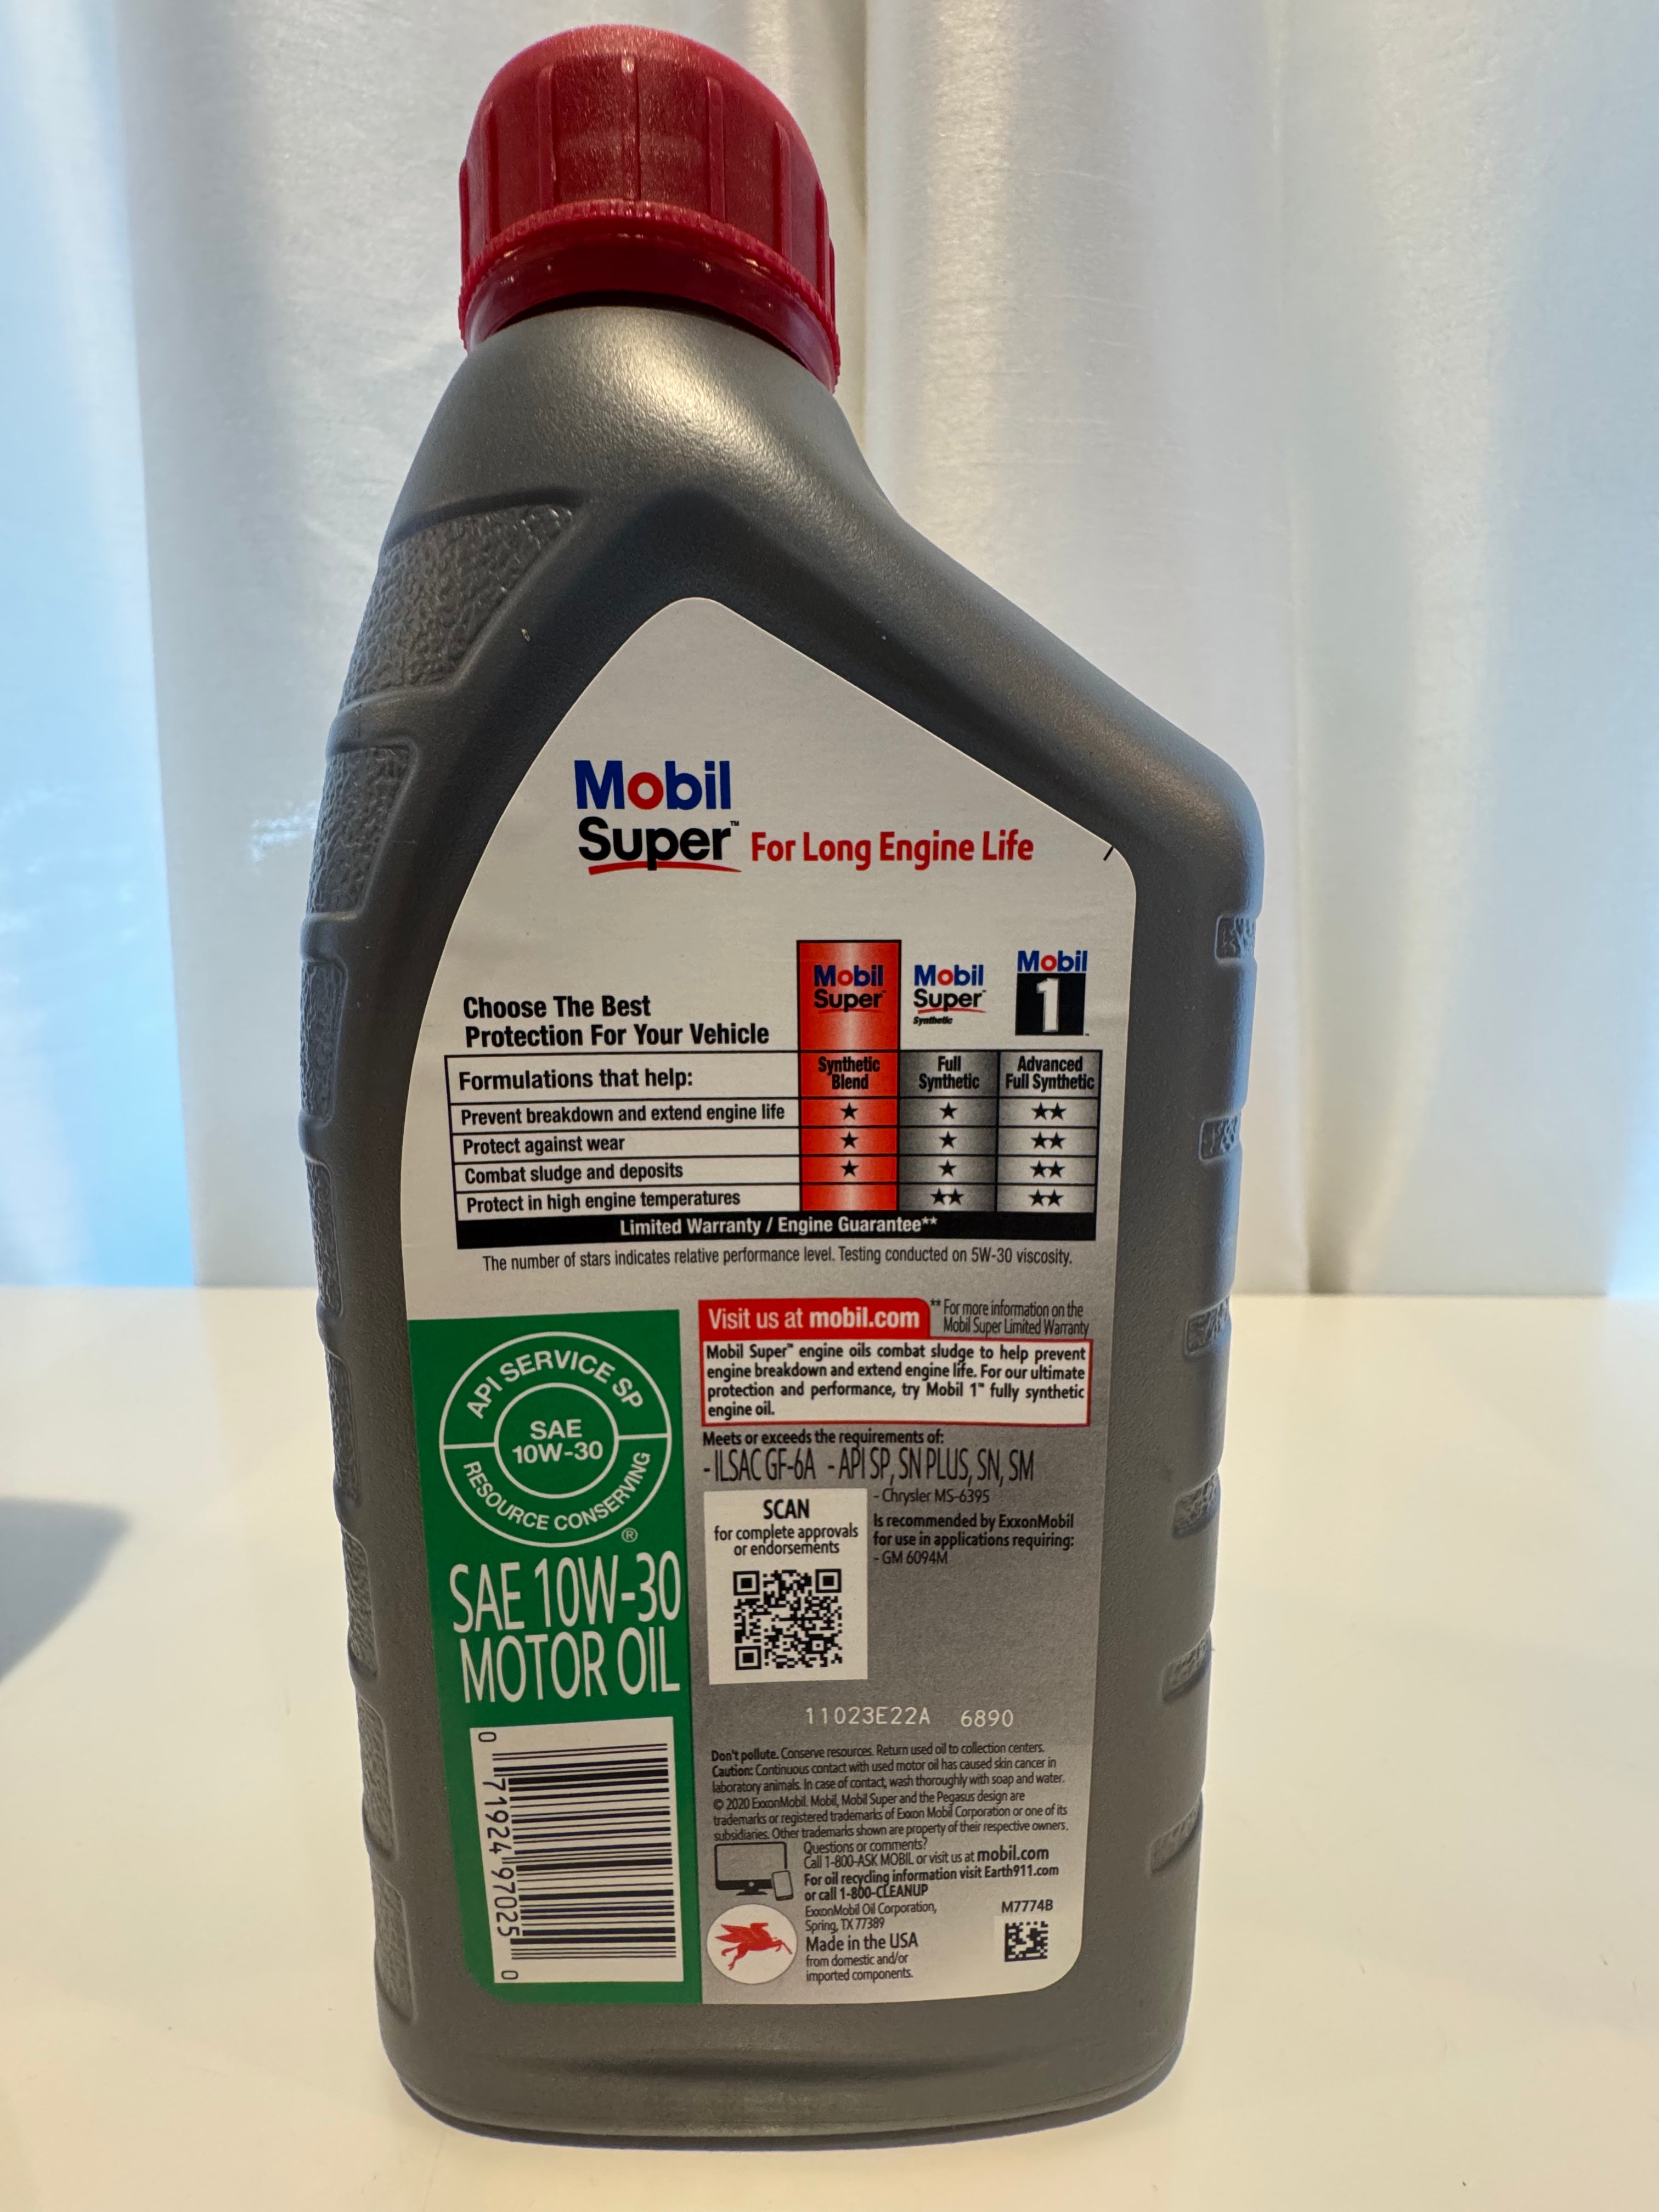 Mobil
Super™ For Long Engine Life
Mobil
Super™
Mobil
Super™
Synthetic
Mobil
1™
Choose The Best
Protection For Your Vehicle
Formulations that help:
Synthetic
Blend
Full
Synthetic
Advanced
Full Synthetic
Prevent breakdown and extend engine life ★ ★ ★★
Protect against wear ★ ★ ★★
Combat sludge and deposits ★ ★ ★★
Protect in high engine temperatures ★★ ★★
Limited Warranty / Engine Guarantee**
The number of stars indicates relative performance level. Testing conducted on 5W-30 viscosity.
API SERVICE SP
SAE
10W-30
RESOURCE CONSERVING
®
SAE 10W-30
MOTOR OIL
0 71924 97025 0
Visit us at mobil.com
** For more information on the
Mobil Super Limited Warranty
Mobil Super™ engine oils combat sludge to help prevent
engine breakdown and extend engine life. For our ultimate
protection and performance, try Mobil 1™ fully synthetic
engine oil.
Meets or exceeds the requirements of:
- ILSAC GF-6A - API SP, SN PLUS, SN, SM
- Chrysler MS-6395
Is recommended by ExxonMobil
for use in applications requiring:
- GM 6094M
SCAN
for complete approvals
or endorsements
11023E22A 6890
Don't pollute. Conserve resources. Return used oil to collection centers.
Caution: Continuous contact with used motor oil has caused skin cancer in
laboratory animals. In case of contact, wash thoroughly with soap and water.
© 2020 ExxonMobil. Mobil, Mobil Super and the Pegasus design are
trademarks or registered trademarks of Exxon Mobil Corporation or one of its
subsidiaries. Other trademarks shown are property of their respective owners.
Questions or comments?
Call 1-800-ASK MOBIL or visit us at mobil.com
For oil recycling information visit Earth911.com
or call 1-800-CLEANUP
ExxonMobil Oil Corporation,
Spring, TX 77389
Made in the USA
from domestic and/or
imported components.
M7774B